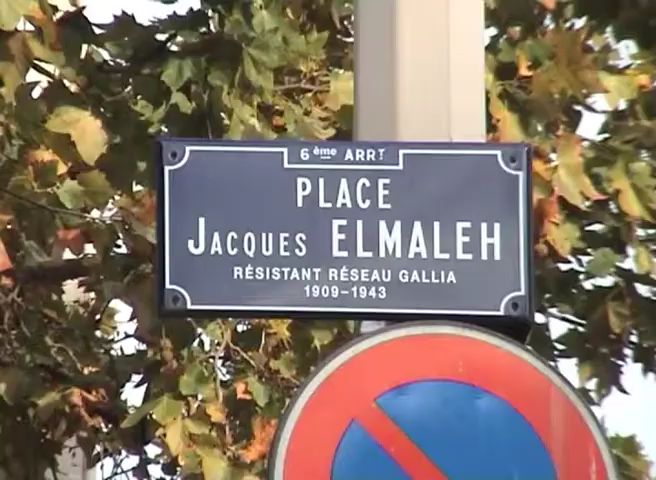 6ème ARRT
PLACE
JACQUES ELMALEH
RÉSISTANT RÉSEAU GALLIA
1909-1943